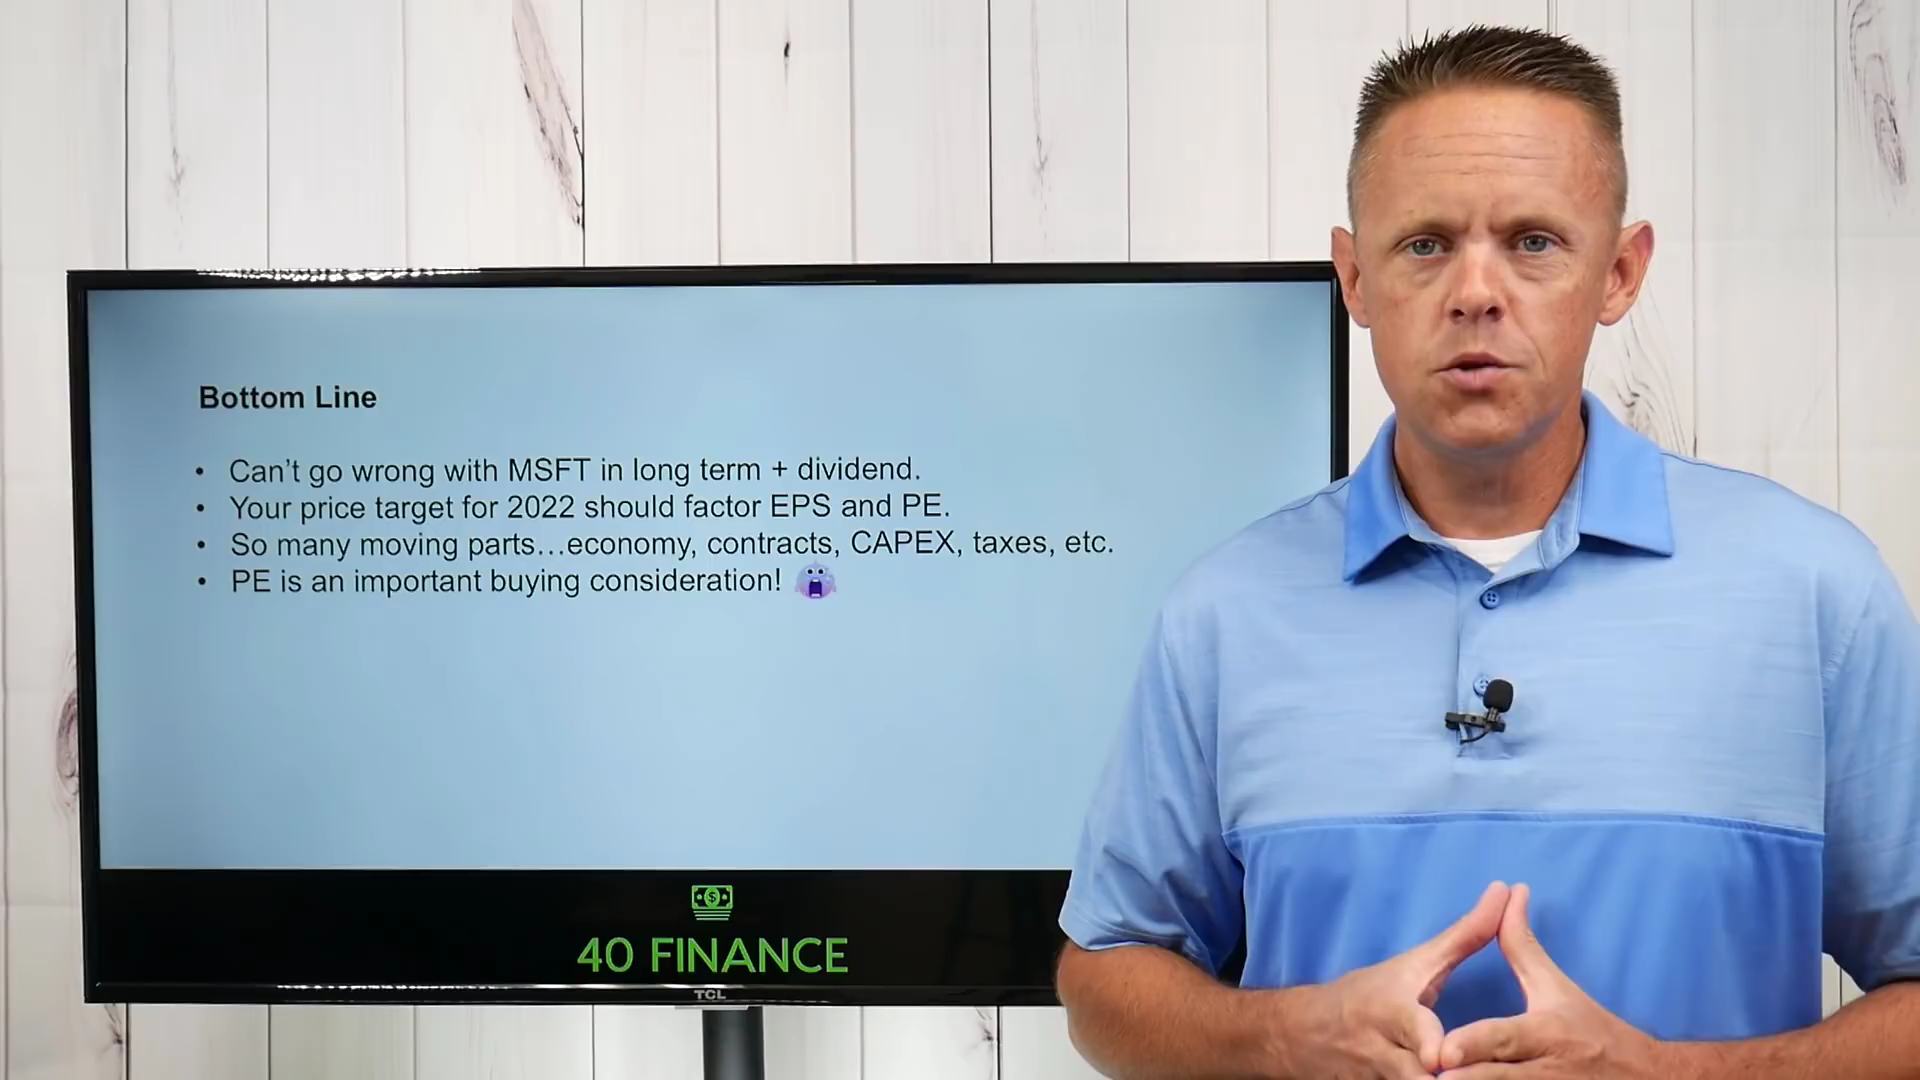 Bottom Line
• Can't go wrong with MSFT in long term + dividend.
• Your price target for 2022 should factor EPS and PE.
• So many moving parts…economy, contracts, CAPEX, taxes, etc.
• PE is an important buying consideration!
40 FINANCE
TCL